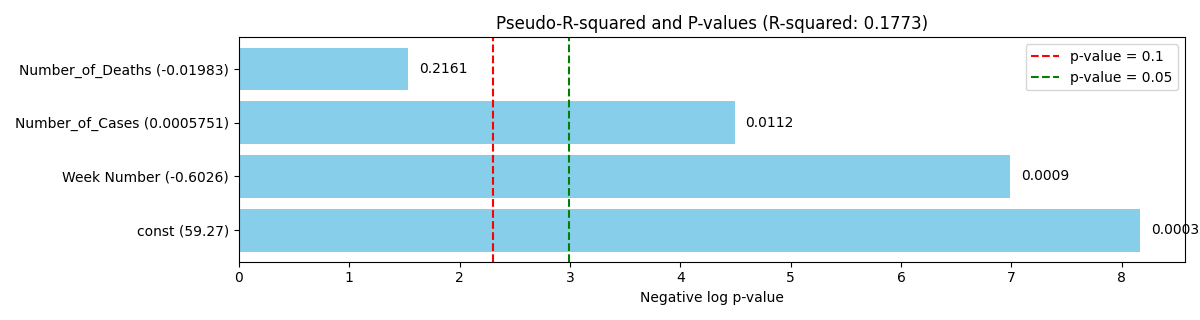 Pseudo-R-squared and P-values (R-squared: 0.1773)
p-value = 0.1
p-value = 0.05
Number_of_Deaths (-0.01983)
0.2161
Number_of_Cases (0.0005751)
0.0112
Week Number (-0.6026)
0.0009
const (59.27)
0.0003
0 1 2 3 4 5 6 7 8
Negative log p-value